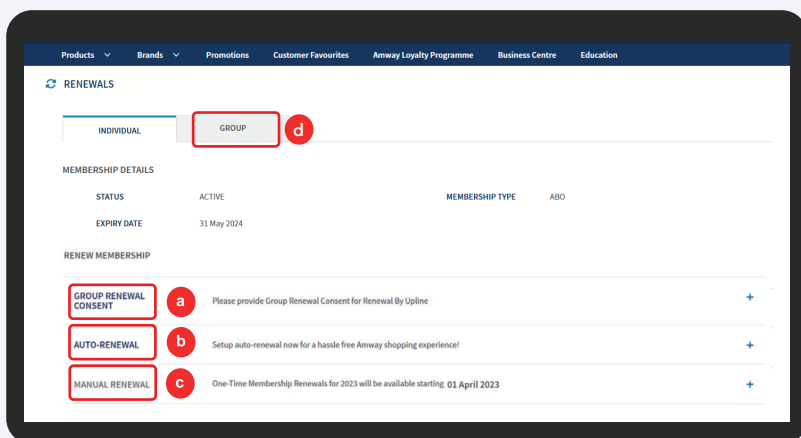 Products Brands Promotions Customer Favourites Amway Loyalty Programme Business Centre Education
RENEWALS
INDIVIDUAL GROUP d
MEMBERSHIP DETAILS
STATUS ACTIVE MEMBERSHIP TYPE ABO
EXPIRY DATE 31 May 2024
RENEW MEMBERSHIP
GROUP RENEWAL
CONSENT a Please provide Group Renewal Consent for Renewal By Upline +
AUTO-RENEWAL b Setup auto-renewal now for a hassle free Amway shopping experience! +
MANUAL RENEWAL c One-Time Membership Renewals for 2023 will be available starting 01 April 2023 +